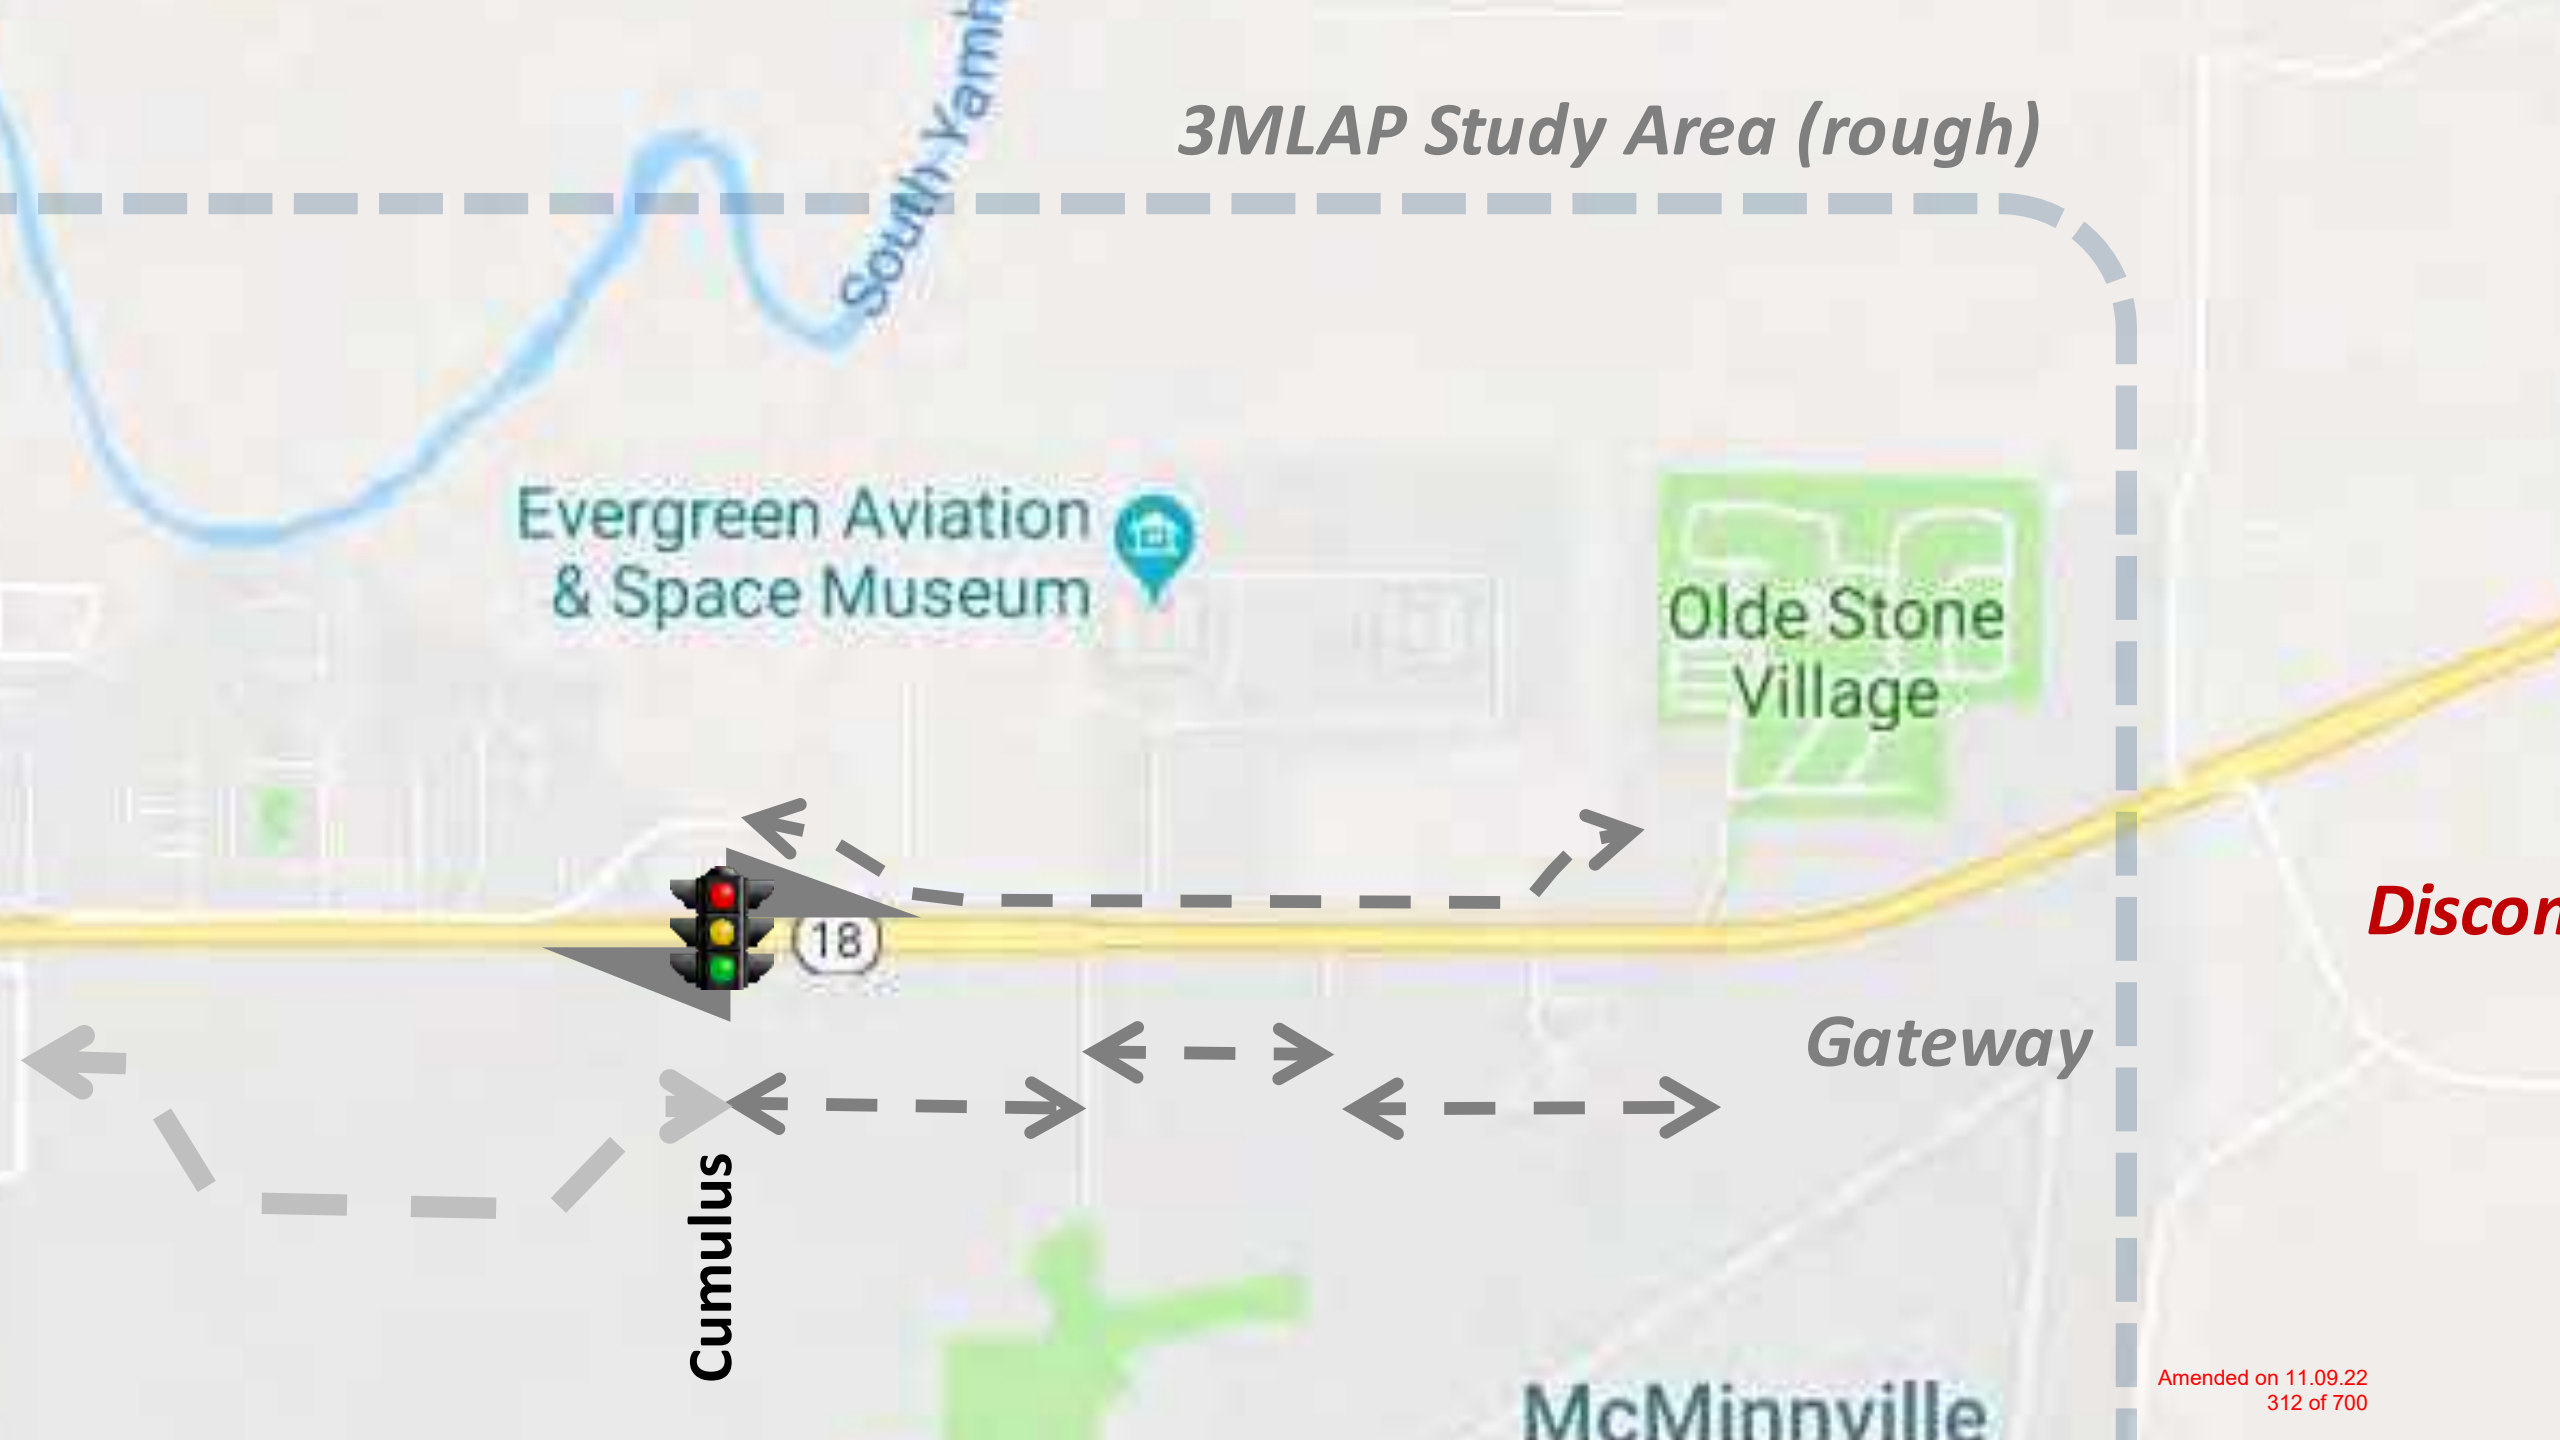 South Yamh
3MLAP Study Area (rough)
Evergreen Aviation
& Space Museum
Olde Stone
Village
18
Discon
Gateway
Cumulus
McMinnville
Amended on 11.09.22
312 of 700